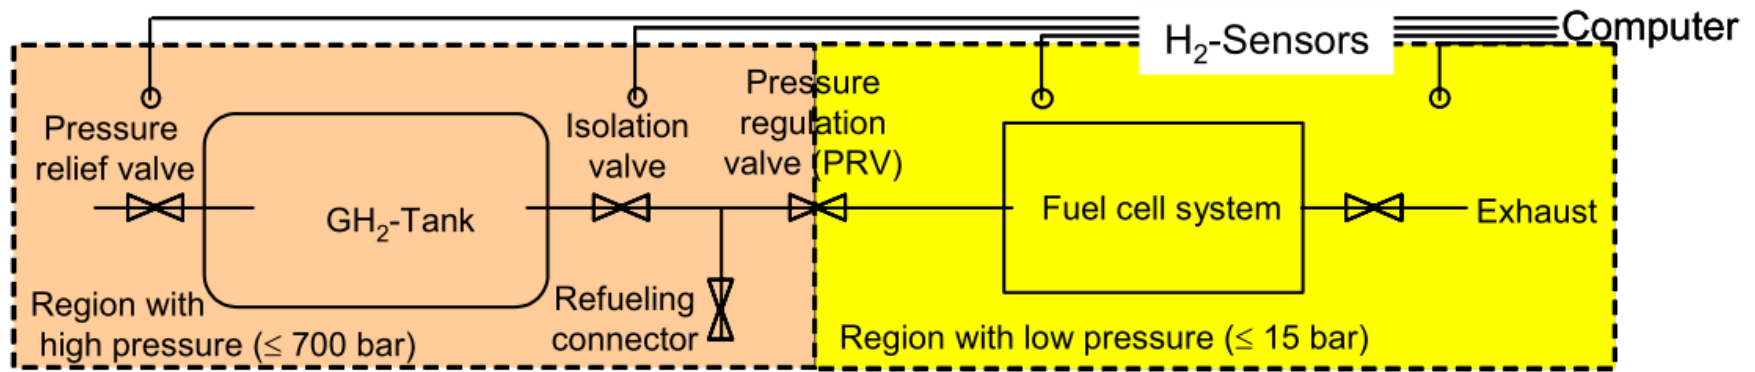 H2-Sensors
Computer
Pressure
relief valve
Isolation
valve
Pressure
regulation
valve (PRV)
GH2-Tank
Fuel cell system
Exhaust
Refueling
connector
Region with
high pressure (≤ 700 bar)
Region with low pressure (≤ 15 bar)